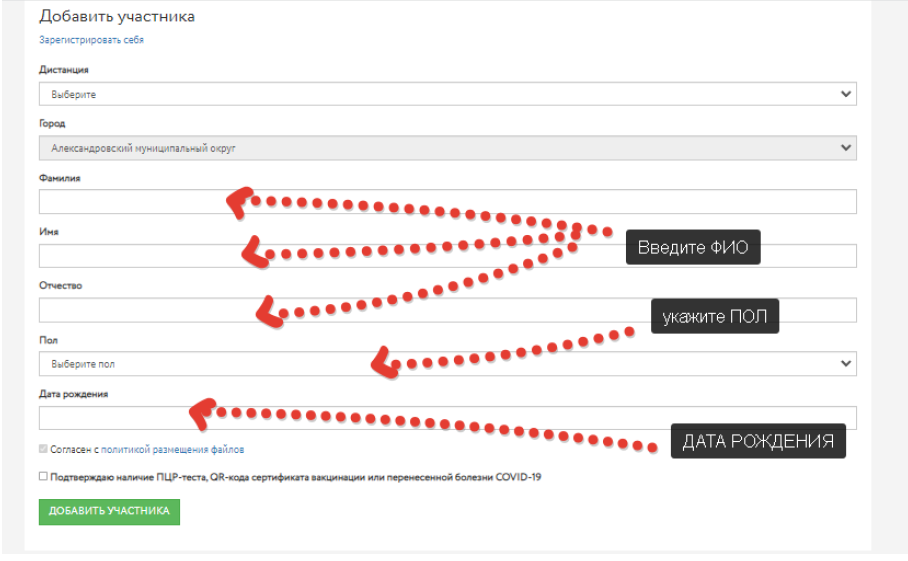 Добавить участника
Зарегистрировать себя
Дистанция
Выберите
Город
Александровский муниципальный округ
Фамилия
Имя
Введите ФИО
Отчество
укажите ПОЛ
Пол
Выберите пол
Дата рождения
ДАТА РОЖДЕНИЯ
Согласен с политикой размещения файлов
Подтверждаю наличие ПЦР-теста, QR-кода сертификата вакцинации или перенесенной болезни COVID-19
ДОБАВИТЬ УЧАСТНИКА